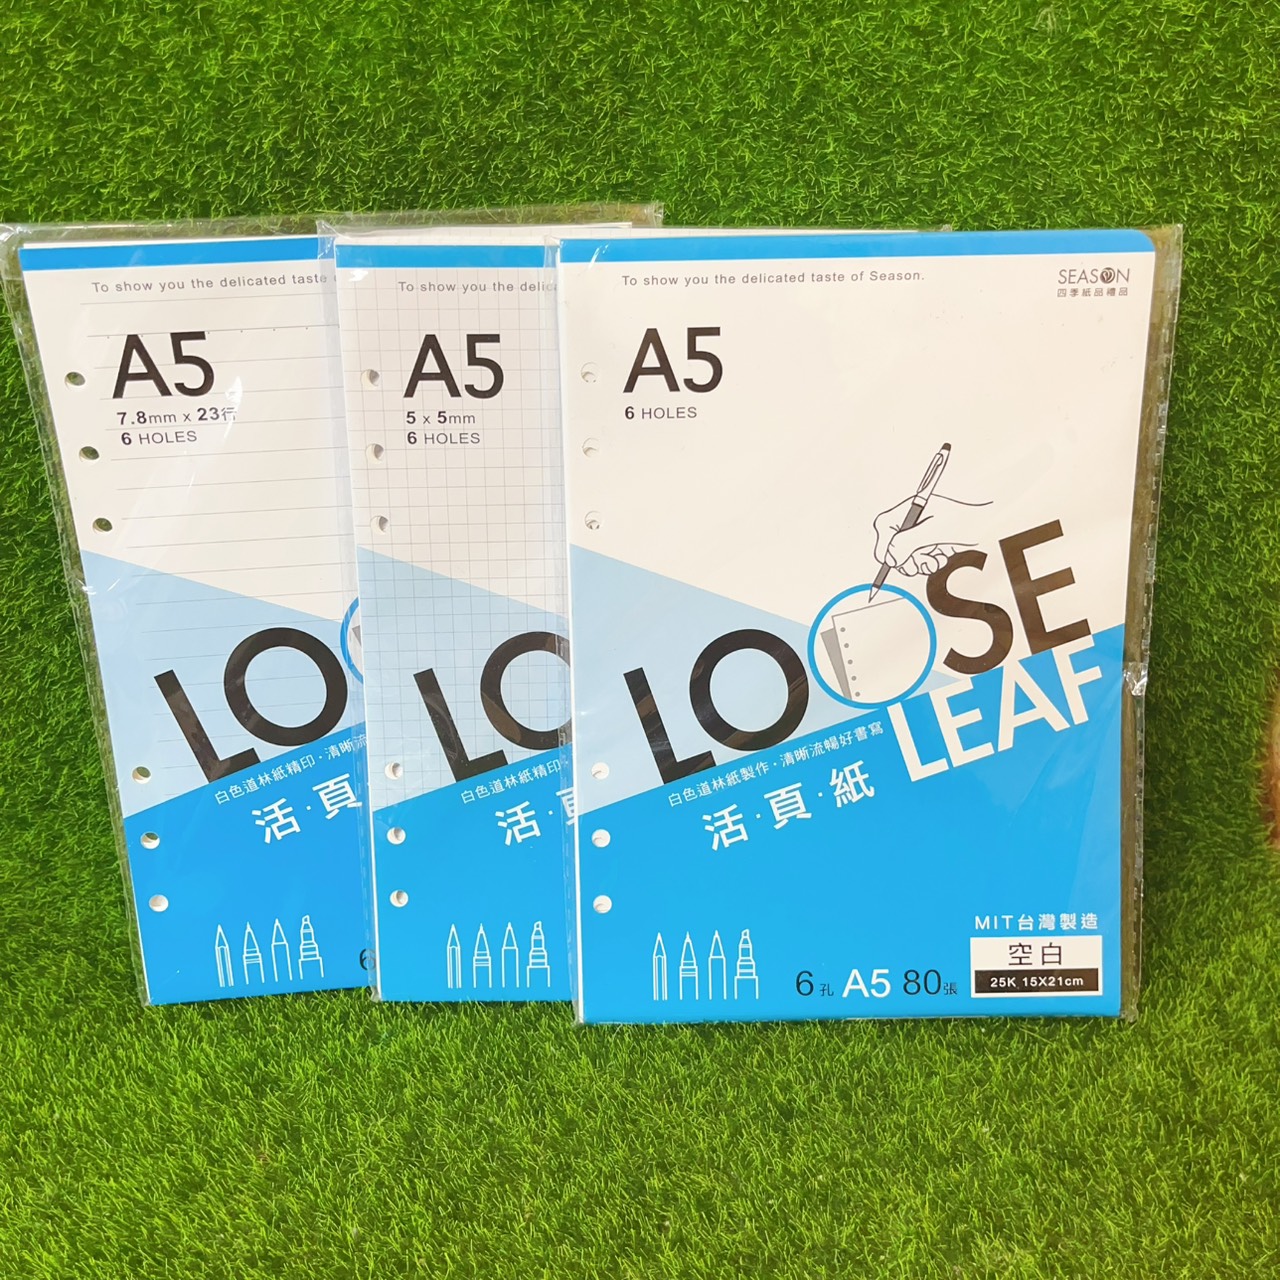 To show you the delicated taste
A5
7.8mm x 23行
6 HOLES
LO
白色道林紙精印·清晰流
活·頁
6
To show you the delic
A5
5 x 5mm
6 HOLES
LO
白色道林紙精印
活·頁
To show you the delicated taste of Season.
SEASON
四季紙品禮品
A5
6 HOLES
LOOSE
LEAF
白色道林紙製作·清晰流暢好書寫
活·頁·紙
MIT台灣製造
空白
25K 15X21cm
6孔 A5 80張